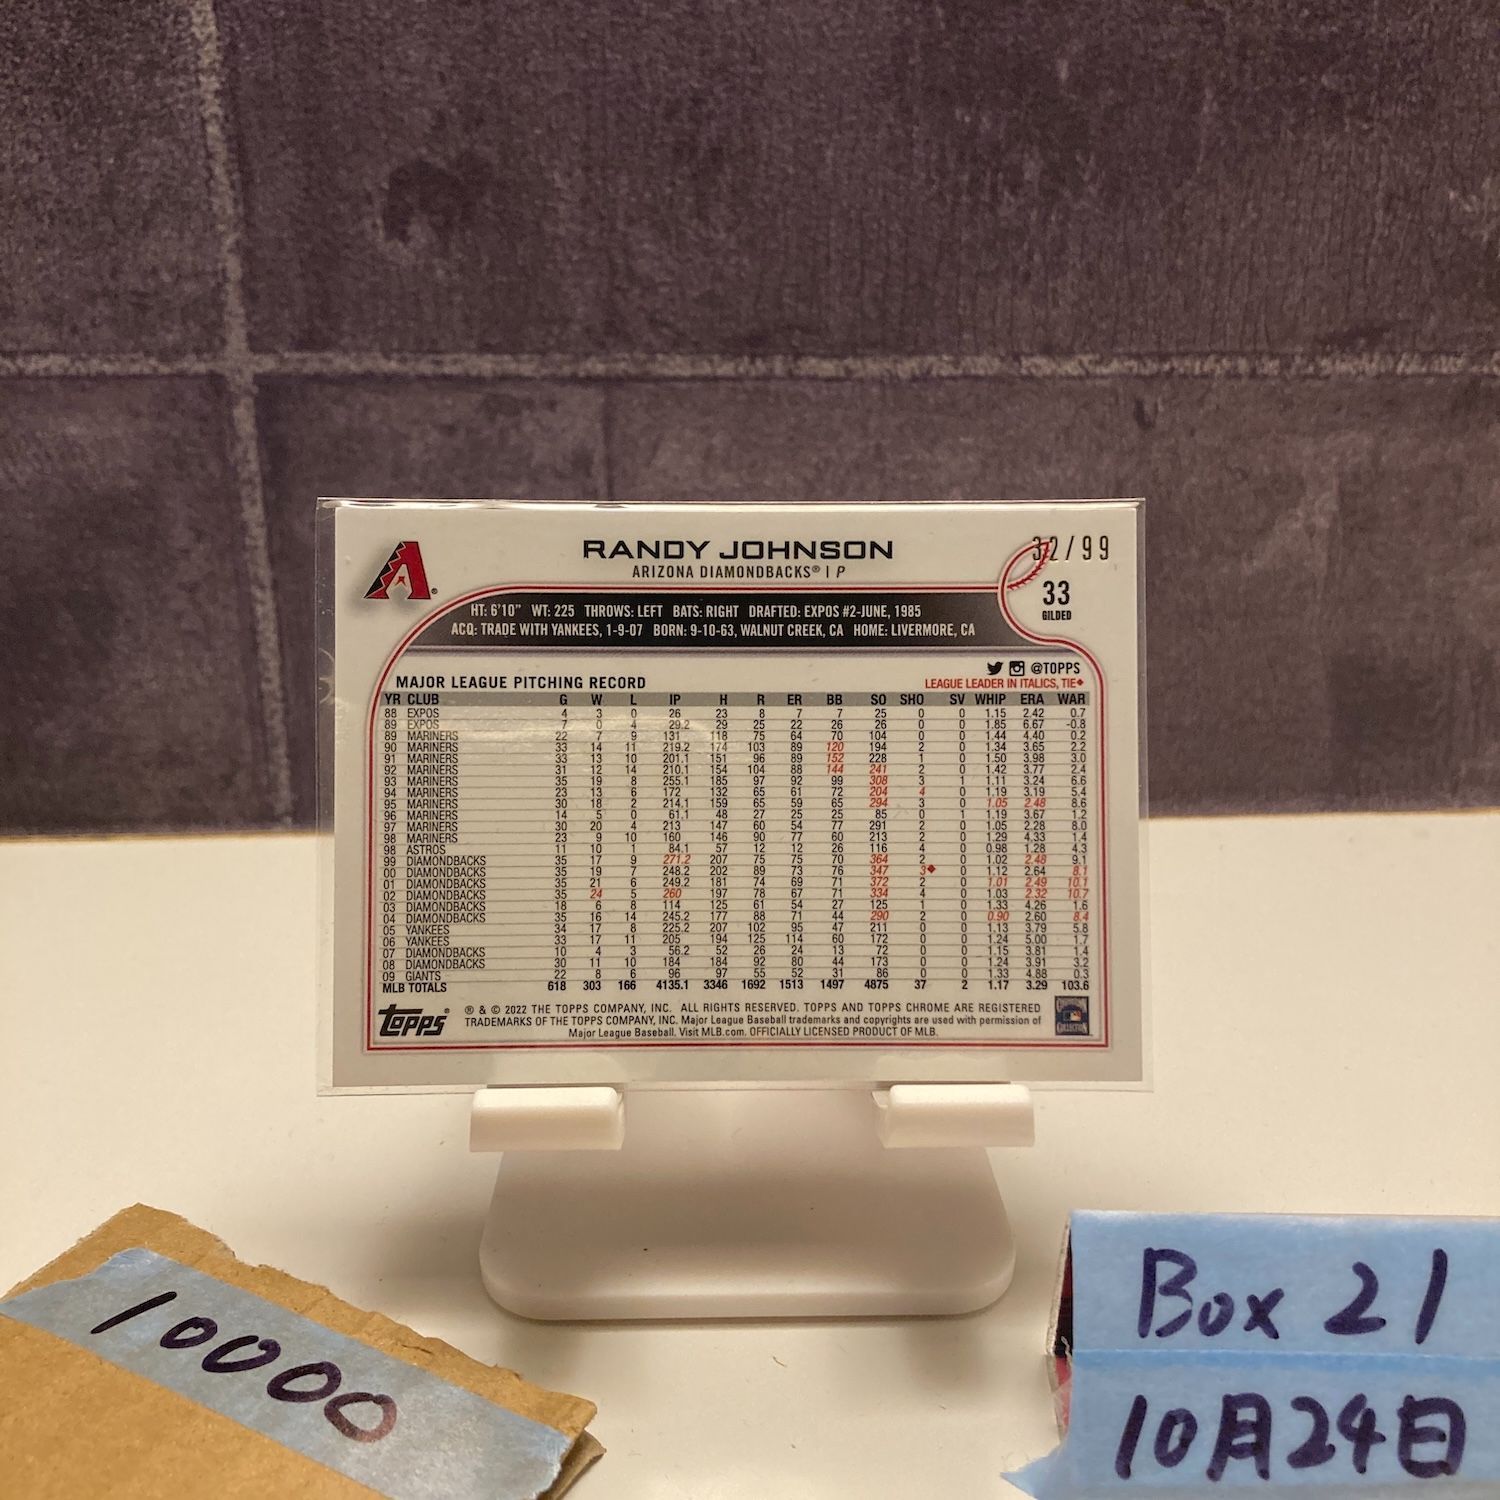 RANDY JOHNSON
32/99
ARIZONA DIAMONDBACKS® | P
33
GILDED
HT: 6'10" WT: 225 THROWS: LEFT BATS: RIGHT DRAFTED: EXPOS #2-JUNE, 1985
ACQ: TRADE WITH YANKEES, 1-9-07 BORN: 9-10-63, WALNUT CREEK, CA HOME: LIVERMORE, CA
@TOPPS
MAJOR LEAGUE PITCHING RECORD
LEAGUE LEADER IN ITALICS, TIE♦
YR CLUB G W L IP H R ER BB SO SHO SV WHIP ERA WAR
88 EXPOS 4 3 0 26 23 8 7 7 25 0 0 1.15 2.42 0.7
89 EXPOS 7 0 4 29.2 29 25 22 26 26 0 0 1.85 6.67 -0.8
89 MARINERS 22 7 9 131 118 75 64 70 104 0 0 1.44 4.40 0.2
90 MARINERS 33 14 11 219.2 174 103 89 120 194 2 0 1.34 3.65 2.2
91 MARINERS 33 13 10 201.1 151 96 89 152 228 1 0 1.50 3.98 3.0
92 MARINERS 31 12 14 210.1 154 104 88 144 241 2 0 1.42 3.77 2.4
93 MARINERS 35 19 8 255.1 185 97 92 99 308 3 1 1.11 3.24 6.6
94 MARINERS 23 13 6 172 132 65 61 72 204 4 0 1.19 3.19 5.4
95 MARINERS 30 18 2 214.1 159 65 59 65 294 3 0 1.05 2.48 8.6
96 MARINERS 14 5 0 61.1 48 27 25 25 85 0 1 1.19 3.67 1.2
97 MARINERS 30 20 4 213 147 60 54 77 291 2 0 1.05 2.28 8.0
98 MARINERS 23 9 10 160 146 90 77 60 213 2 0 1.29 4.33 1.4
98 ASTROS 11 10 1 84.1 57 12 12 26 116 4 0 0.98 1.28 4.3
99 DIAMONDBACKS 35 17 9 271.2 207 75 75 70 364 2 0 1.02 2.48 9.1
00 DIAMONDBACKS 35 19 7 248.2 202 89 73 76 347 3♦ 0 1.12 2.64 8.1
01 DIAMONDBACKS 35 21 6 249.2 181 74 69 71 372 2 0 1.01 2.49 10.1
02 DIAMONDBACKS 35 24 5 260 197 78 67 71 334 4 0 1.03 2.32 10.7
03 DIAMONDBACKS 18 6 8 114 125 61 54 27 125 1 0 1.33 4.26 1.6
04 DIAMONDBACKS 35 16 14 245.2 177 88 71 44 290 2 0 0.90 2.60 8.4
05 YANKEES 34 17 8 225.2 207 102 95 47 211 0 0 1.13 3.79 5.8
06 YANKEES 33 17 11 205 194 125 114 60 172 0 0 1.24 5.00 1.7
07 DIAMONDBACKS 10 4 3 56.2 52 26 24 13 72 0 0 1.15 3.81 1.4
08 DIAMONDBACKS 30 11 10 184 184 92 80 44 173 0 0 1.24 3.91 3.2
09 GIANTS 22 8 6 96 97 55 52 31 86 0 0 1.33 4.88 0.3
MLB TOTALS 618 303 166 4135.1 3346 1692 1513 1497 4875 37 2 1.17 3.29 103.6
Topps®
® & © 2022 THE TOPPS COMPANY, INC. ALL RIGHTS RESERVED. TOPPS AND TOPPS CHROME ARE REGISTERED
TRADEMARKS OF THE TOPPS COMPANY, INC. Major League Baseball trademarks and copyrights are used with permission of
Major League Baseball. Visit MLB.com. OFFICIALLY LICENSED PRODUCT OF MLB.
10000
Box 21
10月24日